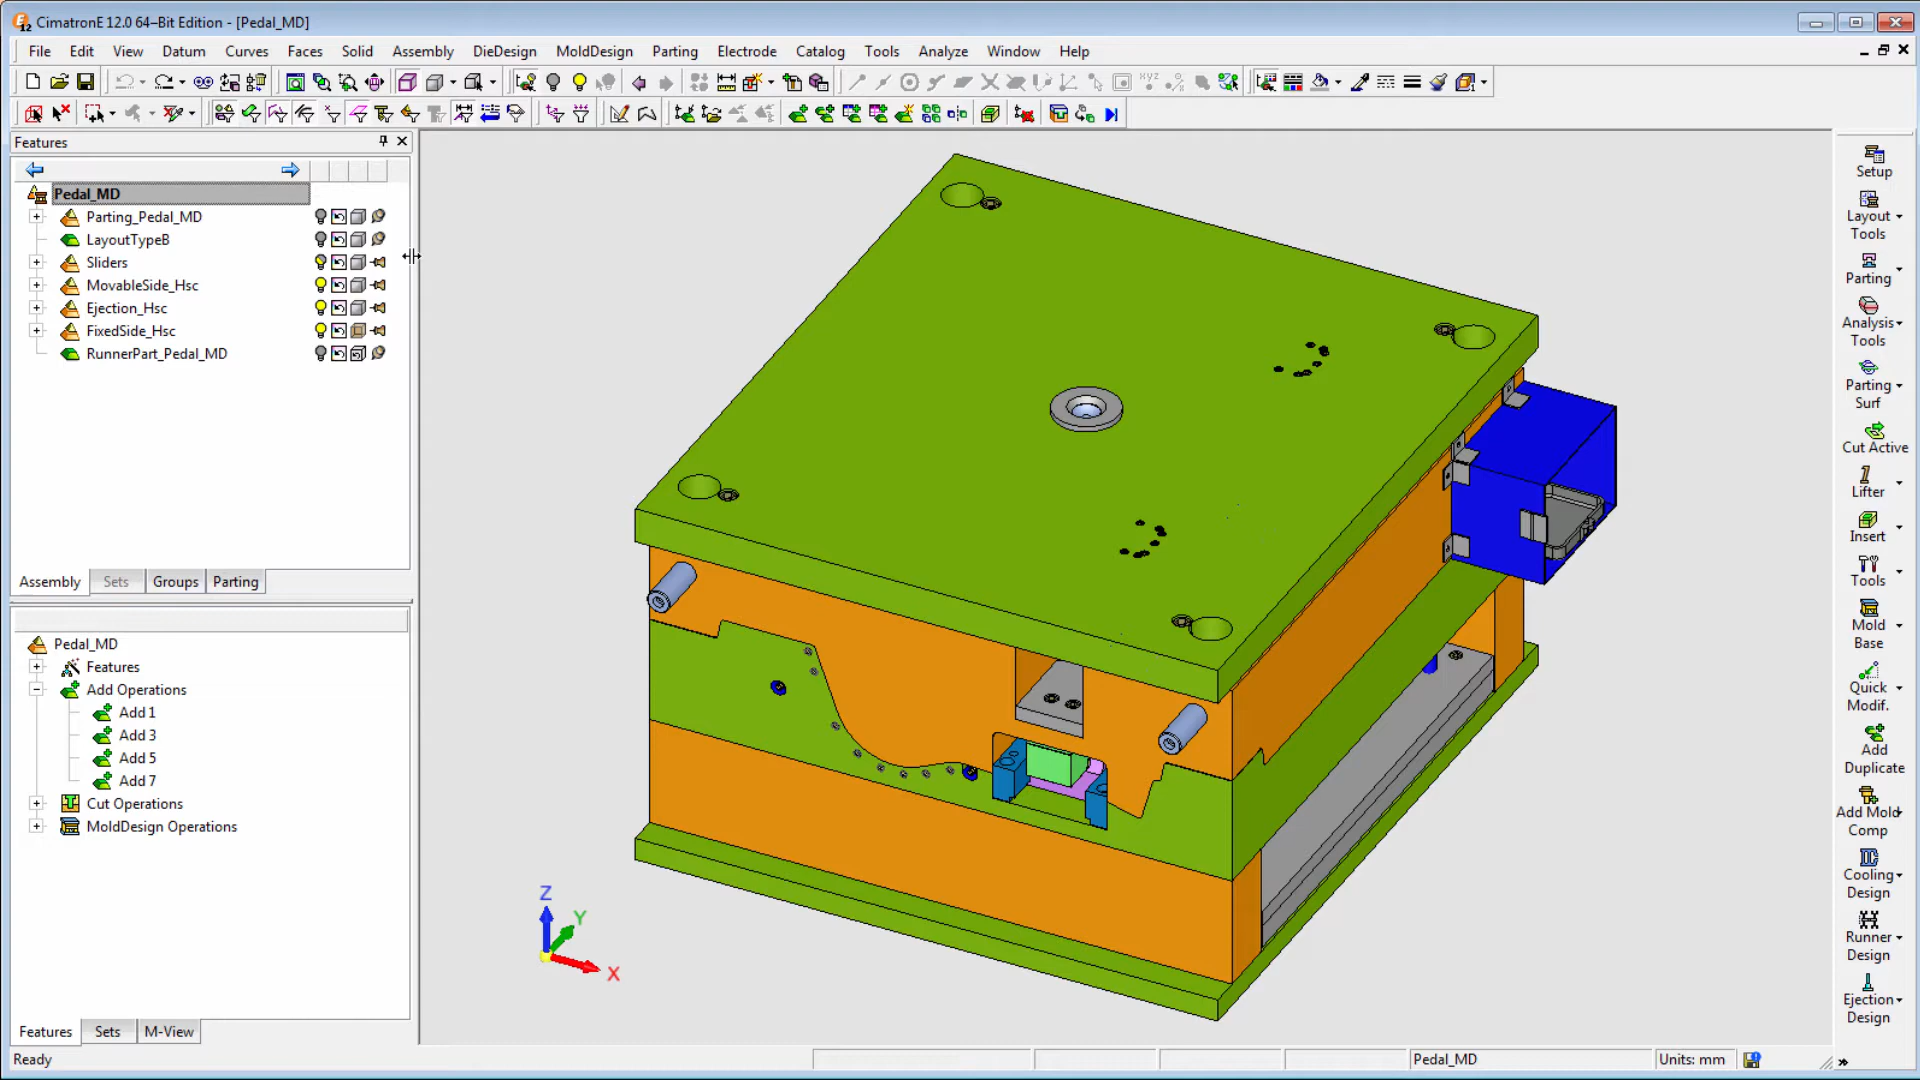 CimatronE 12.0 64–Bit Edition - [Pedal_MD]
File Edit View Datum Curves Faces Solid Assembly DieDesign MoldDesign Parting Electrode Catalog Tools Analyze Window Help
Features
Pedal_MD
Parting_Pedal_MD
LayoutTypeB
Sliders
MovableSide_Hsc
Ejection_Hsc
FixedSide_Hsc
RunnerPart_Pedal_MD
Assembly Sets Groups Parting
Pedal_MD
Features
Add Operations
Add 1
Add 3
Add 5
Add 7
Cut Operations
MoldDesign Operations
Features Sets M-View
Z
Y
X
Setup
Layout
Tools
Parting
Analysis
Tools
Parting
Surf
Cut Active
Lifter
Insert
Tools
Mold
Base
Quick
Modif.
Add
Duplicate
Add Mold
Comp
Cooling
Design
Runner
Design
Ejection
Design
Ready
Pedal_MD
Units: mm